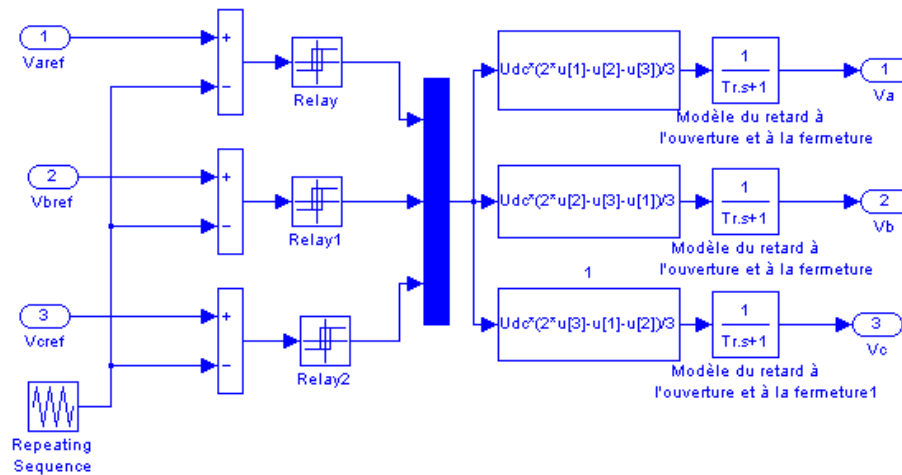 1
Varef
+
−
Relay
Udc*(2*u[1]-u[2]-u[3])/3
1
Tr.s+1
Modèle du retard à
l'ouverture et à la fermeture
1
Va
2
Vbref
+
−
Relay1
Udc*(2*u[2]-u[3]-u[1])/3
1
1
Tr.s+1
Modèle du retard à
l'ouverture et à la fermeture
2
Vb
3
Vcref
+
−
Relay2
Udc*(2*u[3]-u[1]-u[2])/3
1
Tr.s+1
Modèle du retard à
l'ouverture et à la fermeture1
3
Vc
Repeating
Sequence